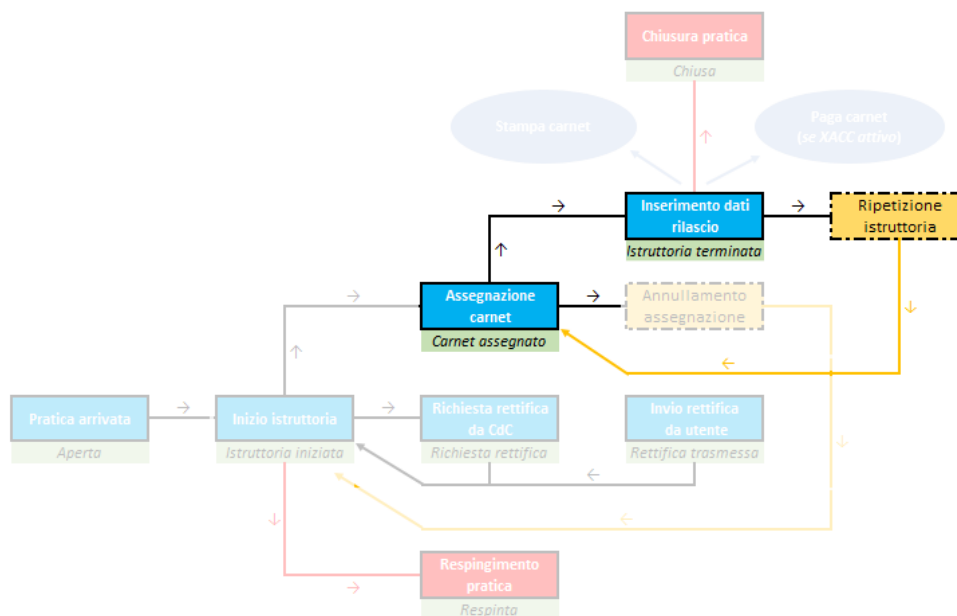 Chiusura pratica
Chiusa
Stampa carnet
Paga carnet
(se XACC attivo)
Inserimento dati
rilascio
Istruttoria terminata
Ripetizione
istruttoria
Assegnazione
carnet
Carnet assegnato
Annullamento
assegnazione
Pratica arrivata
Aperta
Inizio istruttoria
Istruttoria iniziata
Richiesta rettifica
da CdC
Richiesta rettifica
Invio rettifica
da utente
Rettifica trasmessa
Respingimento
pratica
Respinta